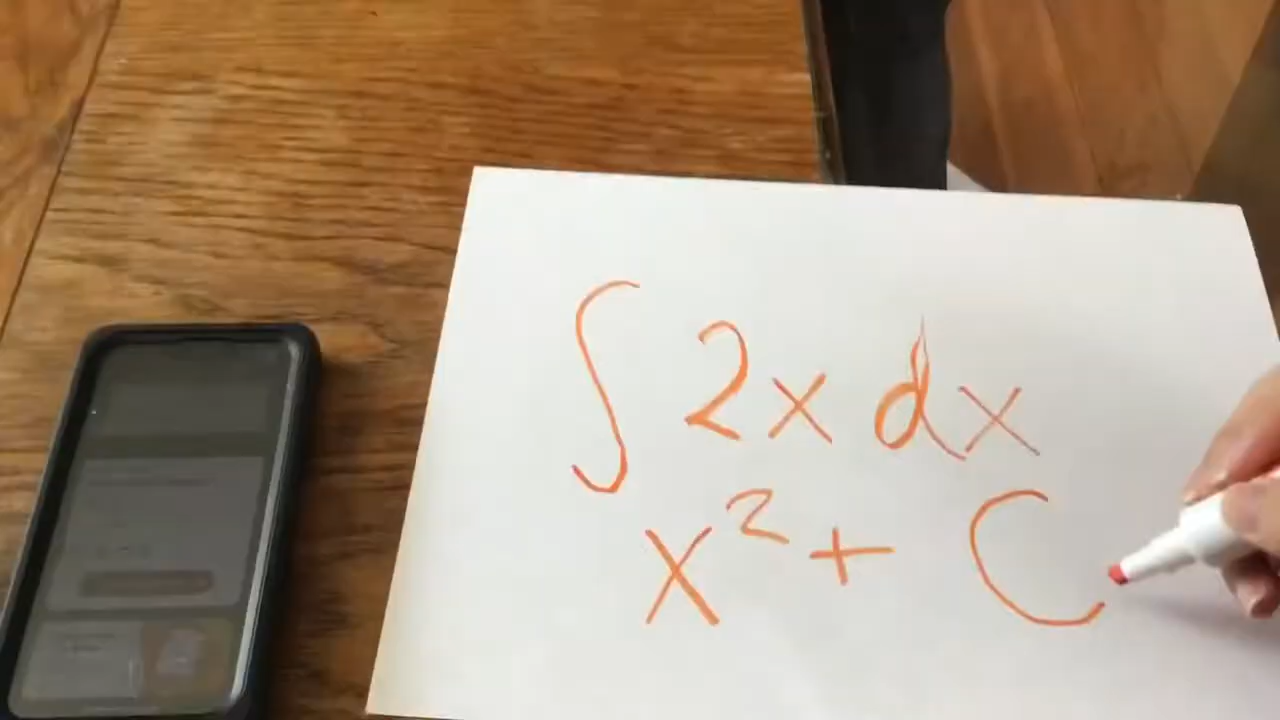 ∫ 2x dx
x² + C